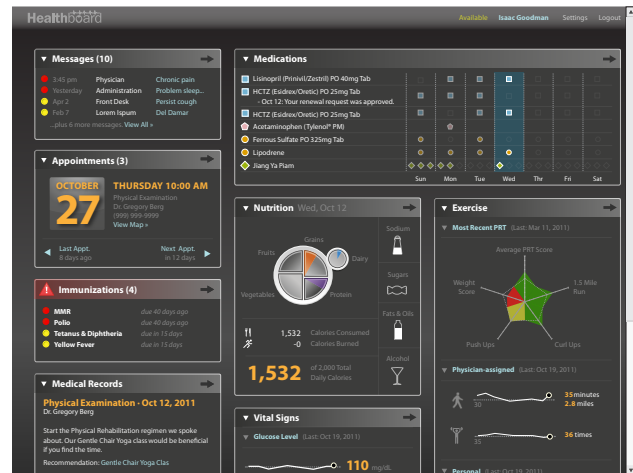 Healthboard
Available Isaac Goodman Settings Logout
Messages (10)
3:45 pm Physician Chronic pain
Yesterday Administration Problem sleep...
Apr 2 Front Desk Persist cough
Feb 7 Lorem Ispum Del Damar
...plus 6 more messages. View All »
Appointments (3)
OCTOBER
27
THURSDAY 10:00 AM
Physical Examination
Dr. Gregory Berg
(999) 999-9999
View Map »
Last Appt. Next Appt.
8 days ago in 12 days
Immunizations (4)
MMR due 40 days ago
Polio due 40 days ago
Tetanus & Diphtheria due in 15 days
Yellow Fever due in 15 days
Medical Records
Physical Examination · Oct 12, 2011
Dr. Gregory Berg
Start the Physical Rehabilitation regimen we spoke
about. Our Gentle Chair Yoga class would be beneficial
if you find the time.
Recommendation: Gentle Chair Yoga Clas
Medications
Lisinopril (Prinivil/Zestril) PO 40mg Tab
HCTZ (Esidrex/Oretic) PO 25mg Tab
- Oct 12: Your renewal request was approved.
HCTZ (Esidrex/Oretic) PO 25mg Tab
Acetaminophen (Tylenol® PM)
Ferrous Sulfate PO 325mg Tab
Lipodrene
Jiang Ya Piam
Sun Mon Tue Wed Thr Fri Sat
Nutrition Wed, Oct 12
Grains
Fruits
Dairy
Vegetables
Protein
1,532 Calories Consumed
-0 Calories Burned
1,532 of 2,000 Total
Daily Calories
Sodium
Sugars
Fats & Oils
Alcohol
Vital Signs
Glucose Level (Last: Oct 19, 2011)
110 mg/dL
Exercise
Most Recent PRT (Last: Mar 11, 2011)
Average PRT Score
Weight
Score
1.5 Mile
Run
Push Ups
Curl Ups
Physician-assigned (Last: Oct 19, 2011)
30
35 minutes
2.8 miles
35
36 times
Personal (Last: Oct 19, 2011)